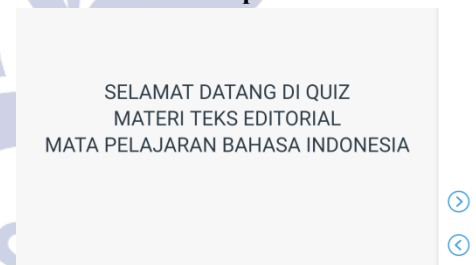 SELAMAT DATANG DI QUIZ
MATERI TEKS EDITORIAL
MATA PELAJARAN BAHASA INDONESIA